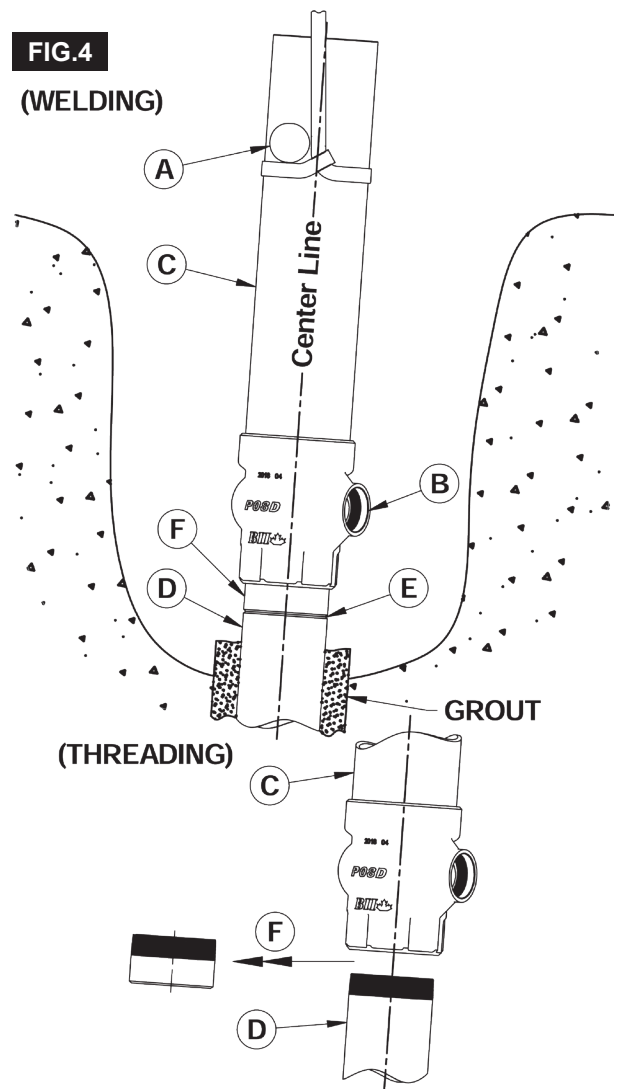 FIG.4
(WELDING)
A
C
Center Line
B
2018 04
P08D
F
BII
D
E
GROUT
(THREADING)
C
2018 04
P08D
BII
F
D